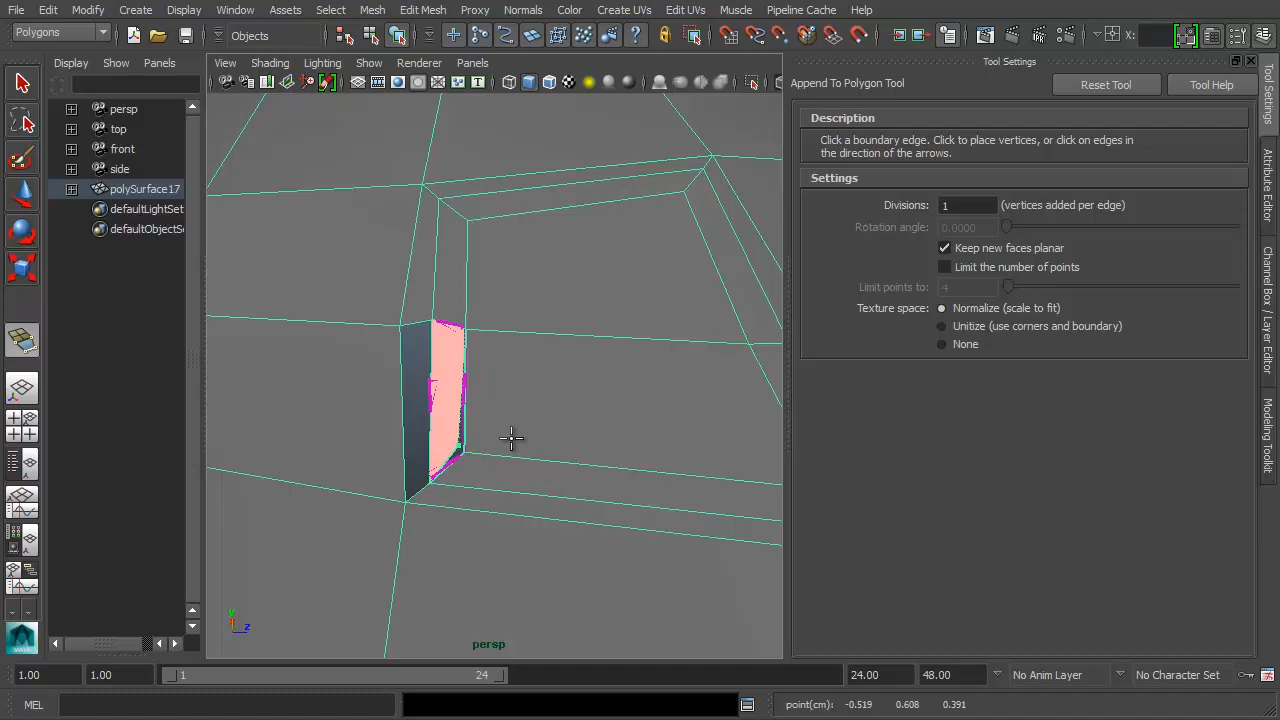 File Edit Modify Create Display Window Assets Select Mesh Edit Mesh Proxy Normals Color Create UVs Edit UVs Muscle Pipeline Cache Help
Polygons Objects X:
Display Show Panels
View Shading Lighting Show Renderer Panels
Tool Settings
Append To Polygon Tool Reset Tool Tool Help
Description
Click a boundary edge. Click to place vertices, or click on edges in
the direction of the arrows.
Settings
Divisions: 1 (vertices added per edge)
Rotation angle: 0.0000
Keep new faces planar
Limit the number of points
Limit points to: 4
Texture space: Normalize (scale to fit)
Unitize (use corners and boundary)
None
persp
top
front
side
polySurface17
defaultLightSet
defaultObjectSe
Tool Settings
Attribute Editor
Channel Box / Layer Editor
Modeling Toolkit
y
z
persp
1.00 1.00 1 24 24.00 48.00 No Anim Layer No Character Set
MEL point(cm): -0.519 0.608 0.391